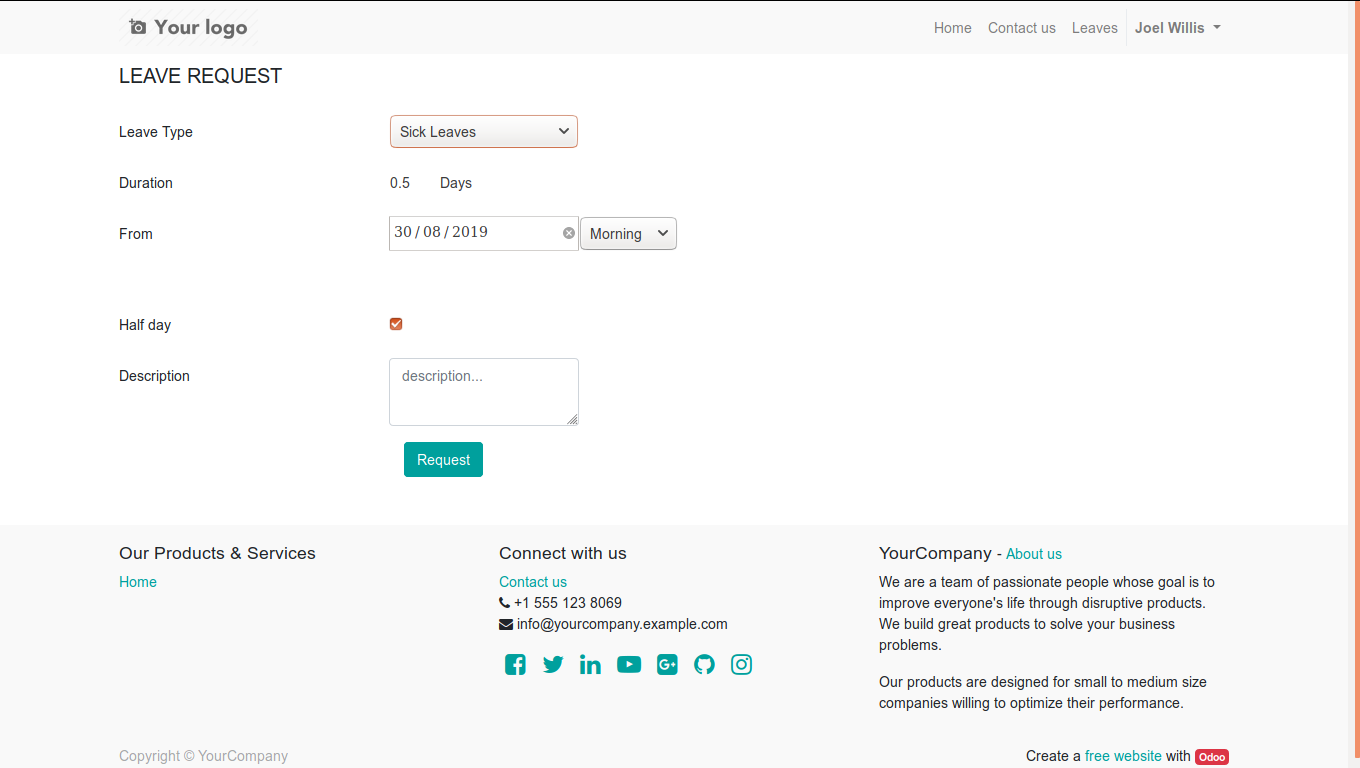 Your logo
Home Contact us Leaves Joel Willis
LEAVE REQUEST
Leave Type Sick Leaves
Duration 0.5 Days
From 30 / 08 / 2019 Morning
Half day
Description description...
Request
Our Products & Services
Home
Connect with us
Contact us
+1 555 123 8069
info@yourcompany.example.com
YourCompany - About us
We are a team of passionate people whose goal is to
improve everyone's life through disruptive products.
We build great products to solve your business
problems.
Our products are designed for small to medium size
companies willing to optimize their performance.
Copyright © YourCompany
Create a free website with Odoo